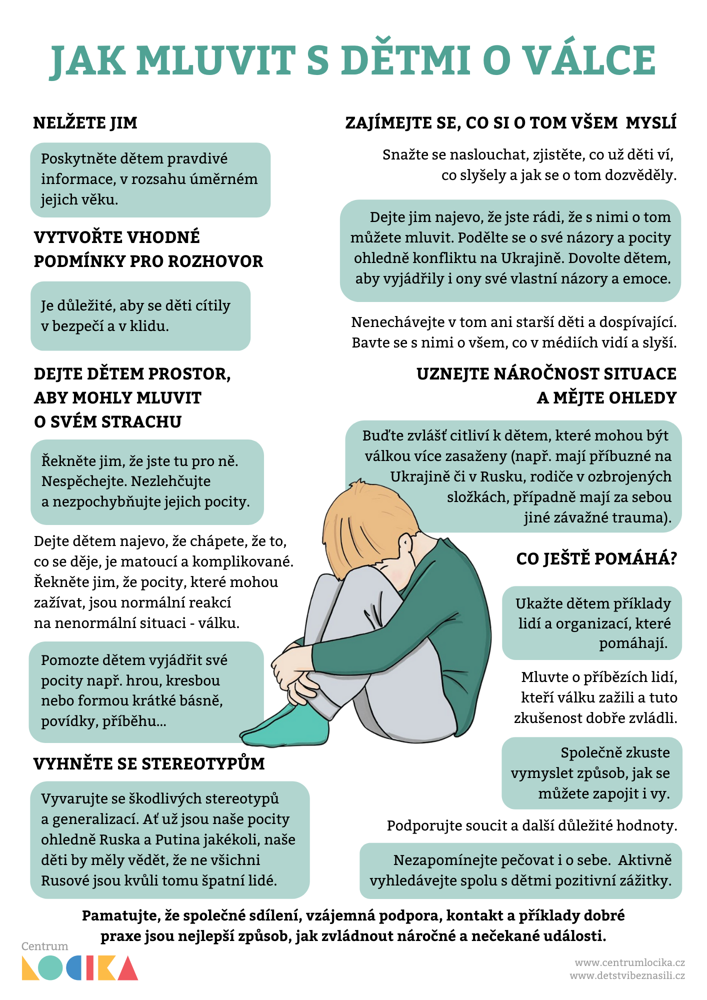 JAK MLUVIT S DĚTMI O VÁLCE
NELŽETE JIM
Poskytněte dětem pravdivé
informace, v rozsahu úměrném
jejich věku.
VYTVOŘTE VHODNÉ
PODMÍNKY PRO ROZHOVOR
Je důležité, aby se děti cítily
v bezpečí a v klidu.
DEJTE DĚTEM PROSTOR,
ABY MOHLY MLUVIT
O SVÉM STRACHU
Řekněte jim, že jste tu pro ně.
Nespěchejte. Nezlehčujte
a nezpochybňujte jejich pocity.
Dejte dětem najevo, že chápete, že to,
co se děje, je matoucí a komplikované.
Řekněte jim, že pocity, které mohou
zažívat, jsou normální reakcí
na nenormální situaci - válku.
Pomozte dětem vyjádřit své
pocity např. hrou, kresbou
nebo formou krátké básně,
povídky, příběhu...
VYHNĚTE SE STEREOTYPŮM
Vyvarujte se škodlivých stereotypů
a generalizací. Ať už jsou naše pocity
ohledně Ruska a Putina jakékoli, naše
děti by měly vědět, že ne všichni
Rusové jsou kvůli tomu špatní lidé.
ZAJÍMEJTE SE, CO SI O TOM VŠEM MYSLÍ
Snažte se naslouchat, zjistěte, co už děti ví,
co slyšely a jak se o tom dozvěděly.
Dejte jim najevo, že jste rádi, že s nimi o tom
můžete mluvit. Podělte se o své názory a pocity
ohledně konfliktu na Ukrajině. Dovolte dětem,
aby vyjádřily i ony své vlastní názory a emoce.
Nenechávejte v tom ani starší děti a dospívající.
Bavte se s nimi o všem, co v médiích vidí a slyší.
UZNEJTE NÁROČNOST SITUACE
A MĚJTE OHLEDY
Buďte zvlášť citliví k dětem, které mohou být
válkou více zasaženy (např. mají příbuzné na
Ukrajině či v Rusku, rodiče v ozbrojených
složkách, případně mají za sebou
jiné závažné trauma).
CO JEŠTĚ POMÁHÁ?
Ukažte dětem příklady
lidí a organizací, které
pomáhají.
Mluvte o příbězích lidí,
kteří válku zažili a tuto
zkušenost dobře zvládli.
Společně zkuste
vymyslet způsob, jak se
můžete zapojit i vy.
Podporujte soucit a další důležité hodnoty.
Nezapomínejte pečovat i o sebe. Aktivně
vyhledávejte spolu s dětmi pozitivní zážitky.
Pamatujte, že společné sdílení, vzájemná podpora, kontakt a příklady dobré
praxe jsou nejlepší způsob, jak zvládnout náročné a nečekané události.
Centrum
LOCIKA
www.centrumlocika.cz
www.detstvibeznasili.cz